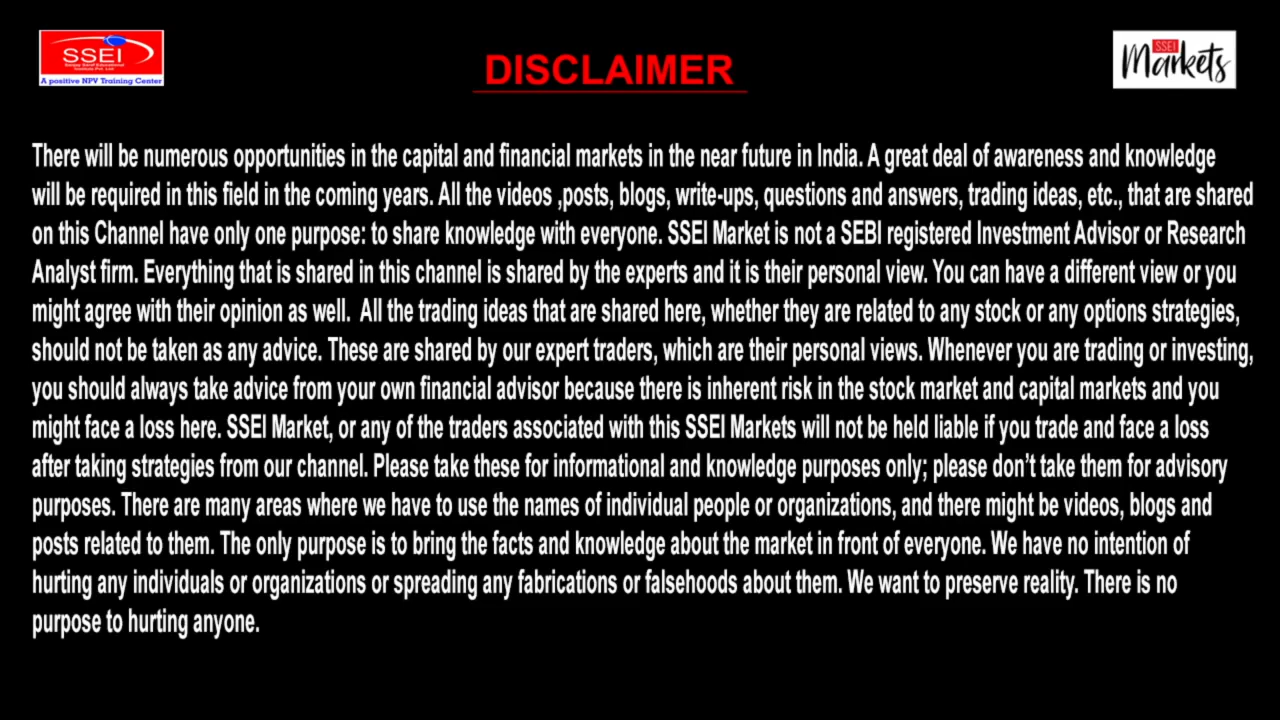 SSEI
A positive NPV Training Center
DISCLAIMER
SSEI
Markets
There will be numerous opportunities in the capital and financial markets in the near future in India. A great deal of awareness and knowledge
will be required in this field in the coming years. All the videos ,posts, blogs, write-ups, questions and answers, trading ideas, etc., that are shared
on this Channel have only one purpose: to share knowledge with everyone. SSEI Market is not a SEBI registered Investment Advisor or Research
Analyst firm. Everything that is shared in this channel is shared by the experts and it is their personal view. You can have a different view or you
might agree with their opinion as well.  All the trading ideas that are shared here, whether they are related to any stock or any options strategies,
should not be taken as any advice. These are shared by our expert traders, which are their personal views. Whenever you are trading or investing,
you should always take advice from your own financial advisor because there is inherent risk in the stock market and capital markets and you
might face a loss here. SSEI Market, or any of the traders associated with this SSEI Markets will not be held liable if you trade and face a loss
after taking strategies from our channel. Please take these for informational and knowledge purposes only; please don’t take them for advisory
purposes. There are many areas where we have to use the names of individual people or organizations, and there might be videos, blogs and
posts related to them. The only purpose is to bring the facts and knowledge about the market in front of everyone. We have no intention of
hurting any individuals or organizations or spreading any fabrications or falsehoods about them. We want to preserve reality. There is no
purpose to hurting anyone.